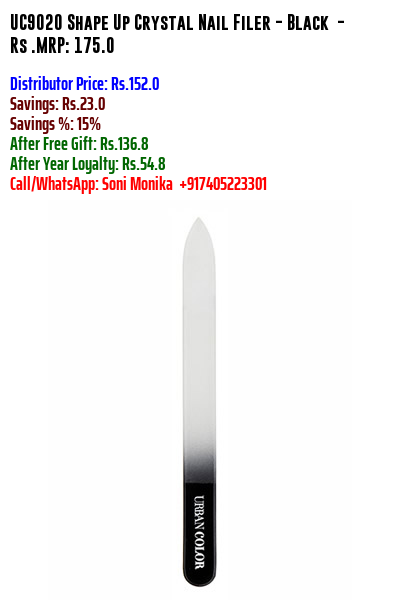 UC9020 Shape Up Crystal Nail Filer - Black -
Rs .MRP: 175.0
Distributor Price: Rs.152.0
Savings: Rs.23.0
Savings %: 15%
After Free Gift: Rs.136.8
After Year Loyalty: Rs.54.8
Call/WhatsApp: Soni Monika +917405223301
URBAN COLOR